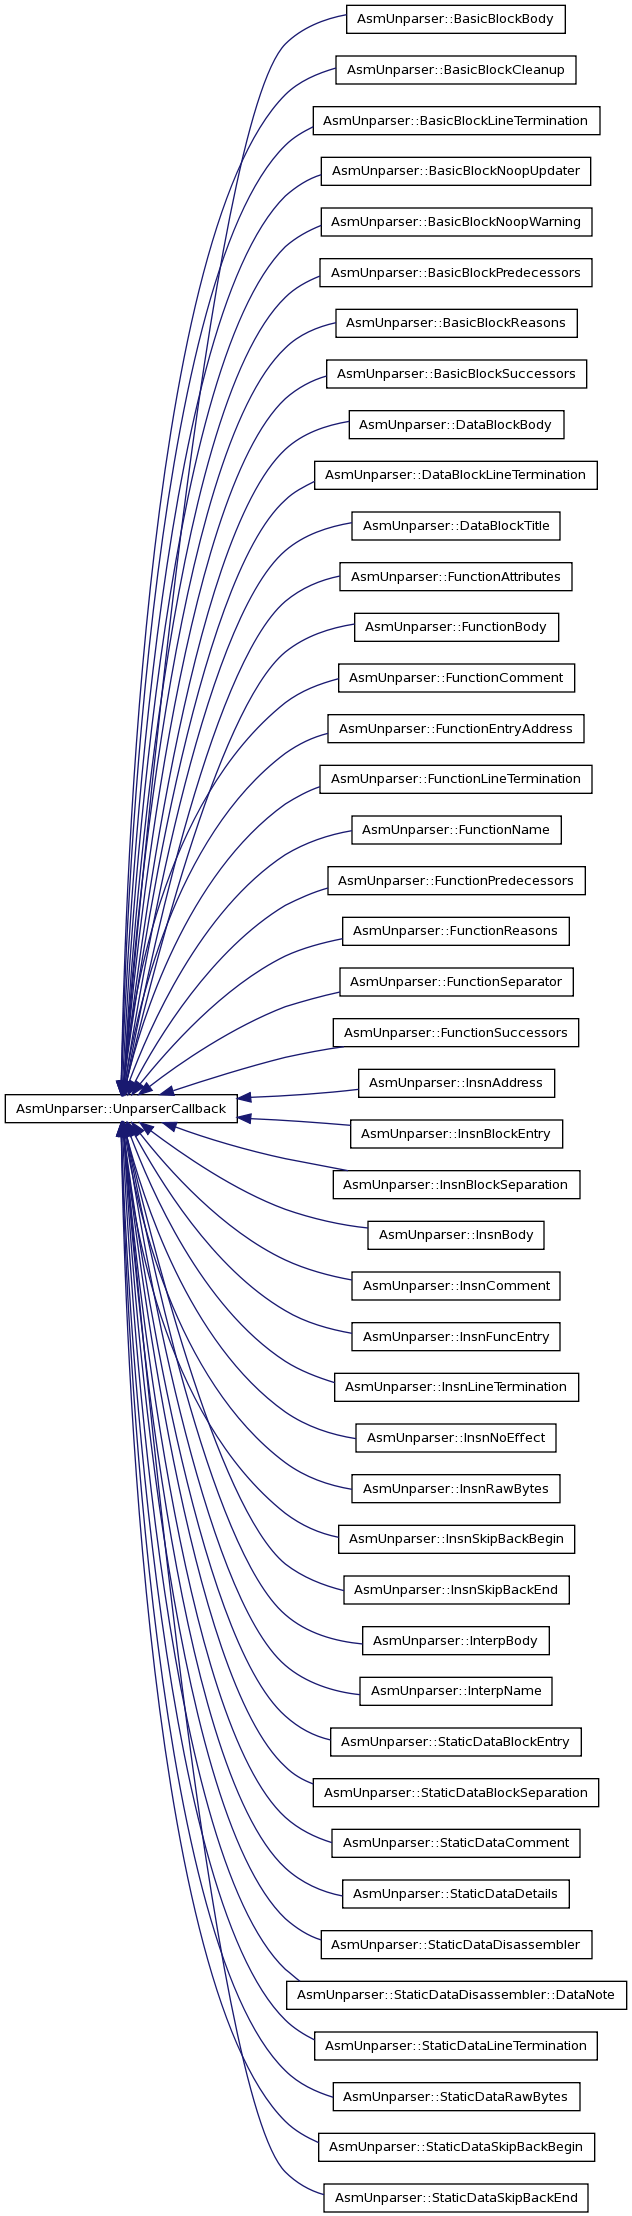 AsmUnparser::BasicBlockBody
AsmUnparser::BasicBlockCleanup
AsmUnparser::BasicBlockLineTermination
AsmUnparser::BasicBlockNoopUpdater
AsmUnparser::BasicBlockNoopWarning
AsmUnparser::BasicBlockPredecessors
AsmUnparser::BasicBlockReasons
AsmUnparser::BasicBlockSuccessors
AsmUnparser::DataBlockBody
AsmUnparser::DataBlockLineTermination
AsmUnparser::DataBlockTitle
AsmUnparser::FunctionAttributes
AsmUnparser::FunctionBody
AsmUnparser::FunctionComment
AsmUnparser::FunctionEntryAddress
AsmUnparser::FunctionLineTermination
AsmUnparser::FunctionName
AsmUnparser::FunctionPredecessors
AsmUnparser::FunctionReasons
AsmUnparser::FunctionSeparator
AsmUnparser::FunctionSuccessors
AsmUnparser::InsnAddress
AsmUnparser::UnparserCallback
AsmUnparser::InsnBlockEntry
AsmUnparser::InsnBlockSeparation
AsmUnparser::InsnBody
AsmUnparser::InsnComment
AsmUnparser::InsnFuncEntry
AsmUnparser::InsnLineTermination
AsmUnparser::InsnNoEffect
AsmUnparser::InsnRawBytes
AsmUnparser::InsnSkipBackBegin
AsmUnparser::InsnSkipBackEnd
AsmUnparser::InterpBody
AsmUnparser::InterpName
AsmUnparser::StaticDataBlockEntry
AsmUnparser::StaticDataBlockSeparation
AsmUnparser::StaticDataComment
AsmUnparser::StaticDataDetails
AsmUnparser::StaticDataDisassembler
AsmUnparser::StaticDataDisassembler::DataNote
AsmUnparser::StaticDataLineTermination
AsmUnparser::StaticDataRawBytes
AsmUnparser::StaticDataSkipBackBegin
AsmUnparser::StaticDataSkipBackEnd